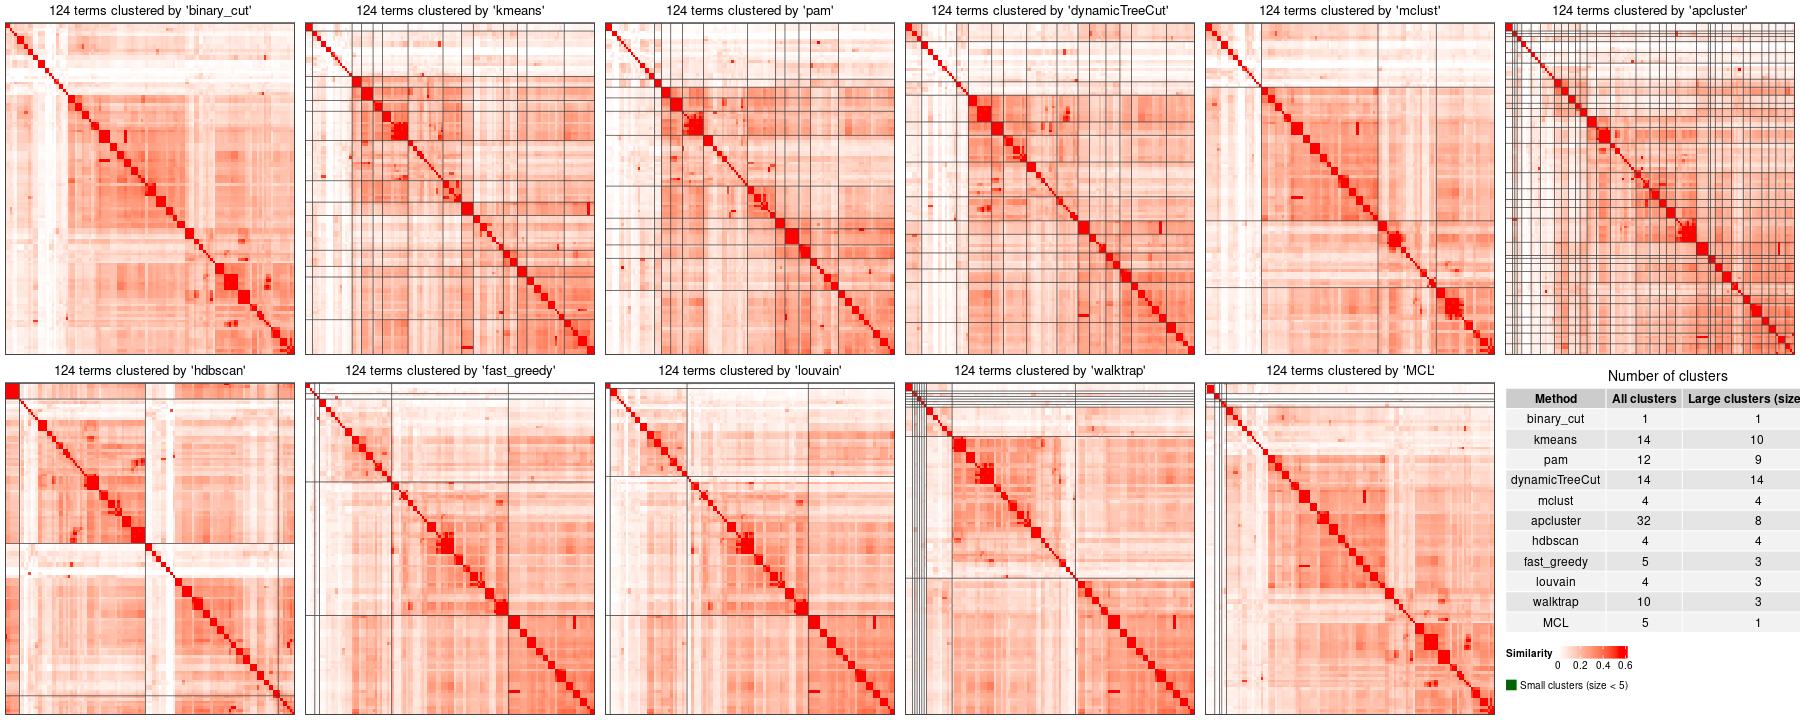 124 terms clustered by 'binary_cut'
124 terms clustered by 'kmeans'
124 terms clustered by 'pam'
124 terms clustered by 'dynamicTreeCut'
124 terms clustered by 'mclust'
124 terms clustered by 'apcluster'
124 terms clustered by 'hdbscan'
124 terms clustered by 'fast_greedy'
124 terms clustered by 'louvain'
124 terms clustered by 'walktrap'
124 terms clustered by 'MCL'
Number of clusters
Method All clusters Large clusters (size
binary_cut 1 1
kmeans 14 10
pam 12 9
dynamicTreeCut 14 14
mclust 4 4
apcluster 32 8
hdbscan 4 4
fast_greedy 5 3
louvain 4 3
walktrap 10 3
MCL 5 1
Similarity
0 0.2 0.4 0.6
Small clusters (size < 5)